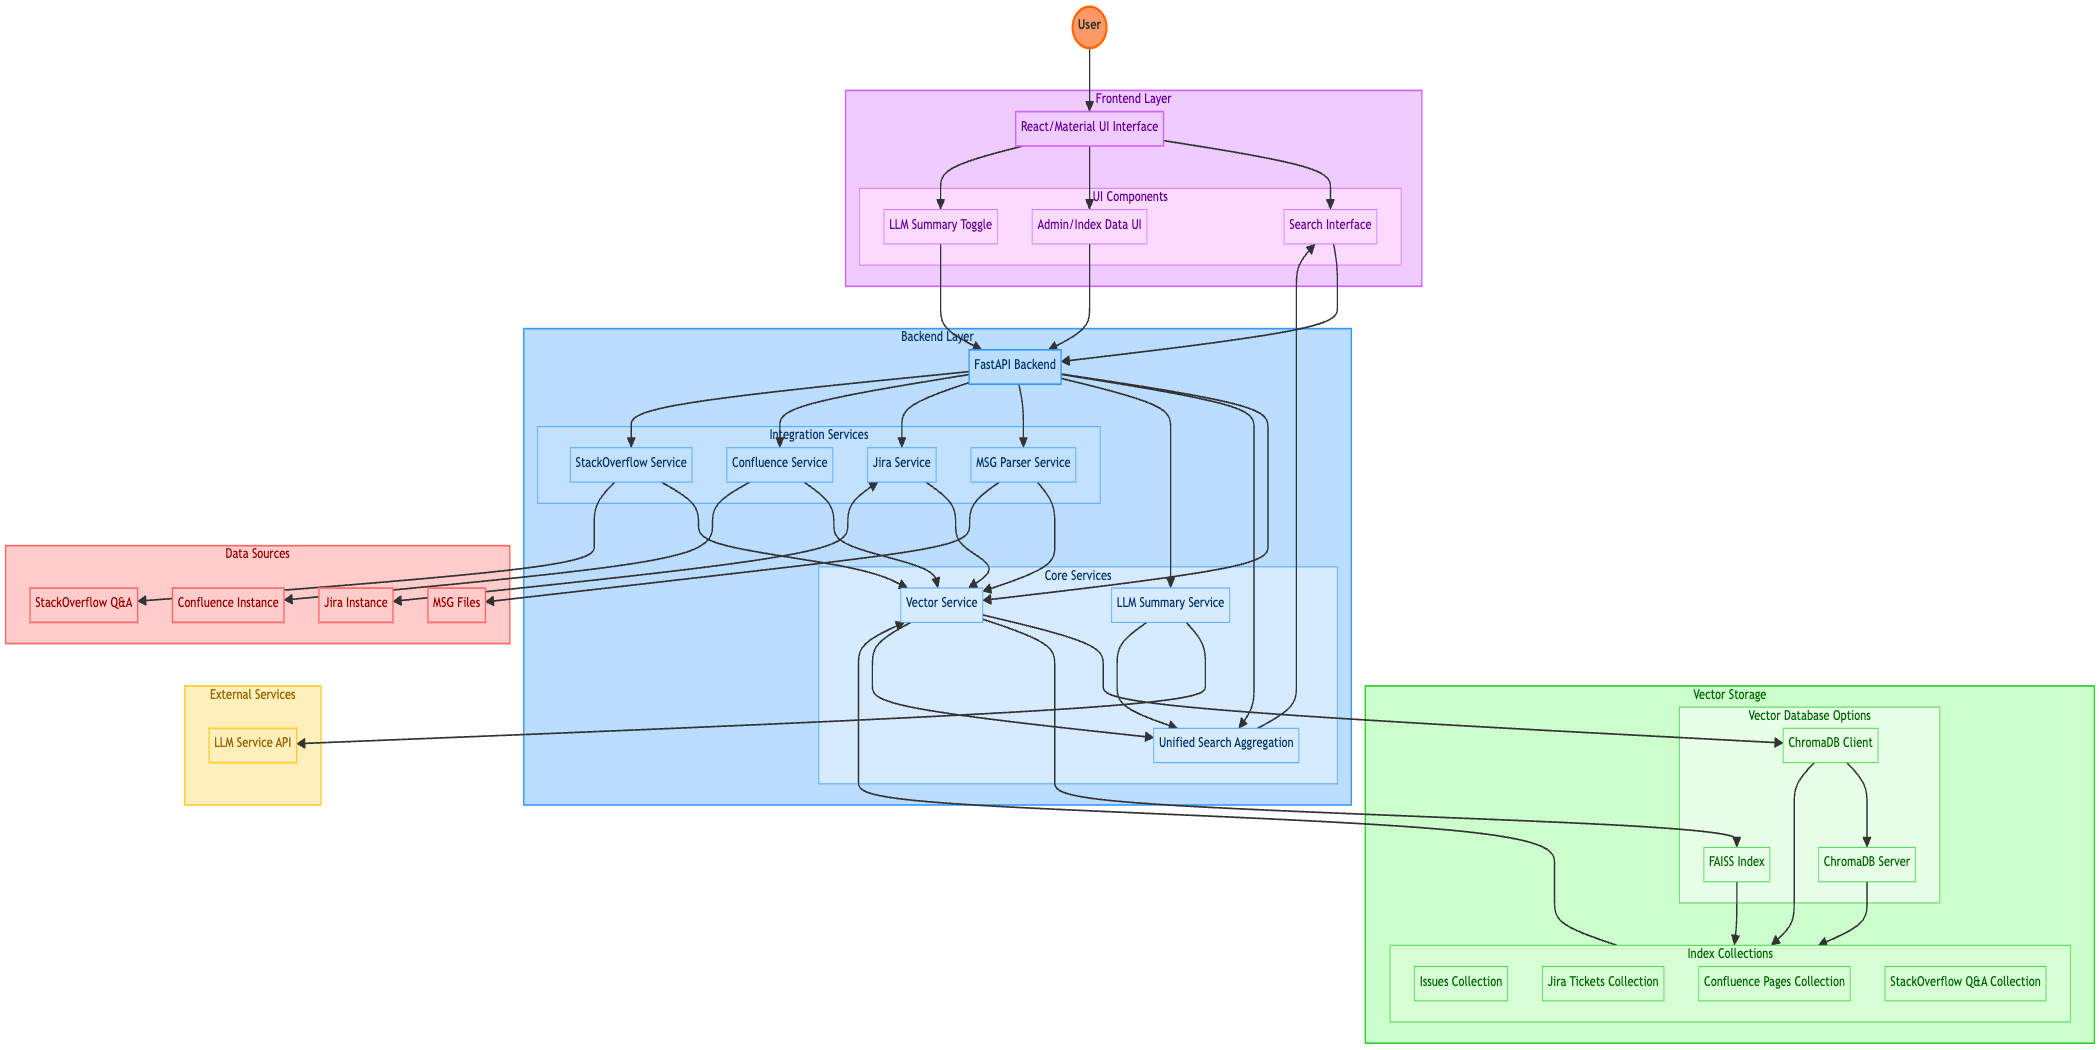 User
Frontend Layer
React/Material UI Interface
UI Components
LLM Summary Toggle
Admin/Index Data UI
Search Interface
Backend Layer
FastAPI Backend
Integration Services
StackOverflow Service
Confluence Service
Jira Service
MSG Parser Service
Data Sources
StackOverflow Q&A
Confluence Instance
Jira Instance
MSG Files
Core Services
Vector Service
LLM Summary Service
Unified Search Aggregation
External Services
LLM Service API
Vector Storage
Vector Database Options
ChromaDB Client
FAISS Index
ChromaDB Server
Index Collections
Issues Collection
Jira Tickets Collection
Confluence Pages Collection
StackOverflow Q&A Collection